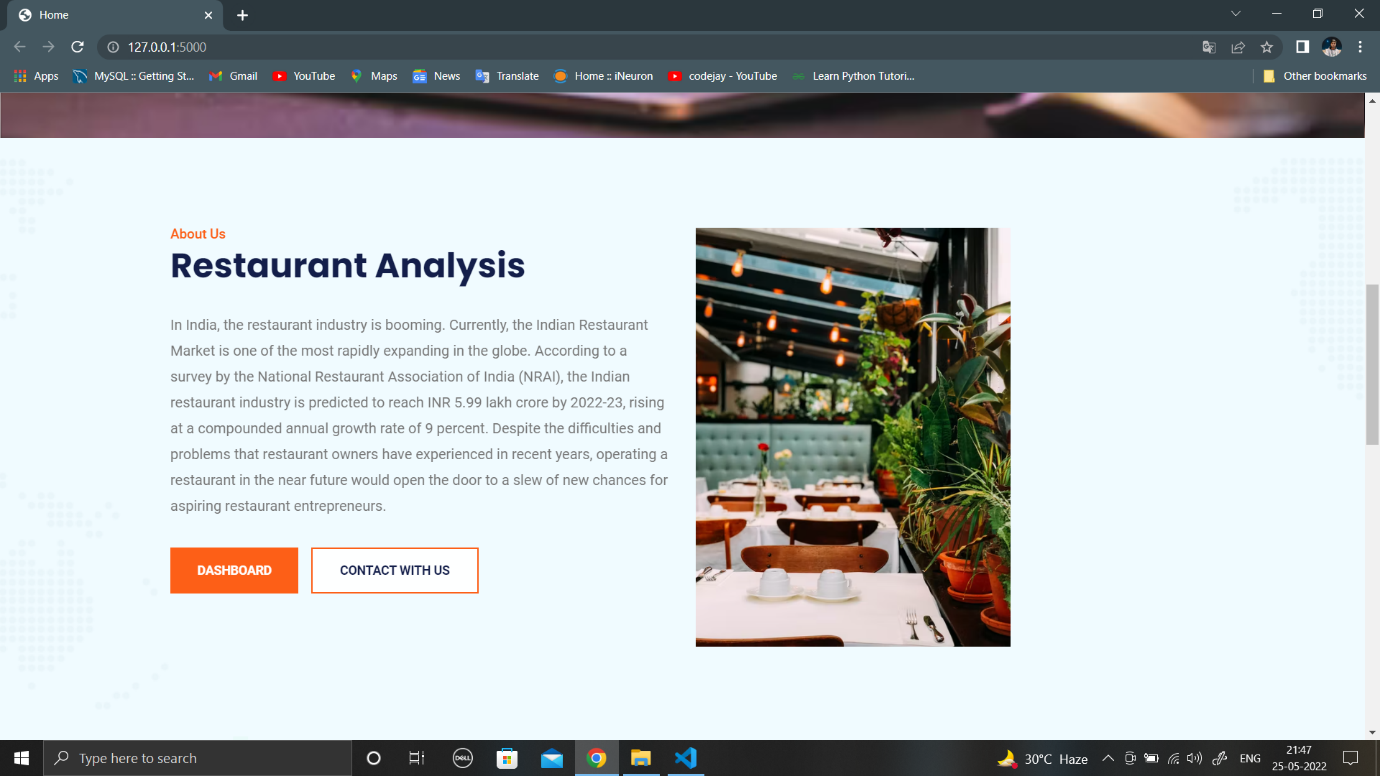 Home
127.0.0.1:5000
Apps
MySQL :: Getting St...
Gmail
YouTube
Maps
News
Translate
Home :: iNeuron
codejay - YouTube
Learn Python Tutori...
Other bookmarks
About Us
Restaurant Analysis
In India, the restaurant industry is booming. Currently, the Indian Restaurant
Market is one of the most rapidly expanding in the globe. According to a
survey by the National Restaurant Association of India (NRAI), the Indian
restaurant industry is predicted to reach INR 5.99 lakh crore by 2022-23, rising
at a compounded annual growth rate of 9 percent. Despite the difficulties and
problems that restaurant owners have experienced in recent years, operating a
restaurant in the near future would open the door to a slew of new chances for
aspiring restaurant entrepreneurs.
DASHBOARD
CONTACT WITH US
Type here to search
DELL
30°C Haze
ENG
21:47
25-05-2022